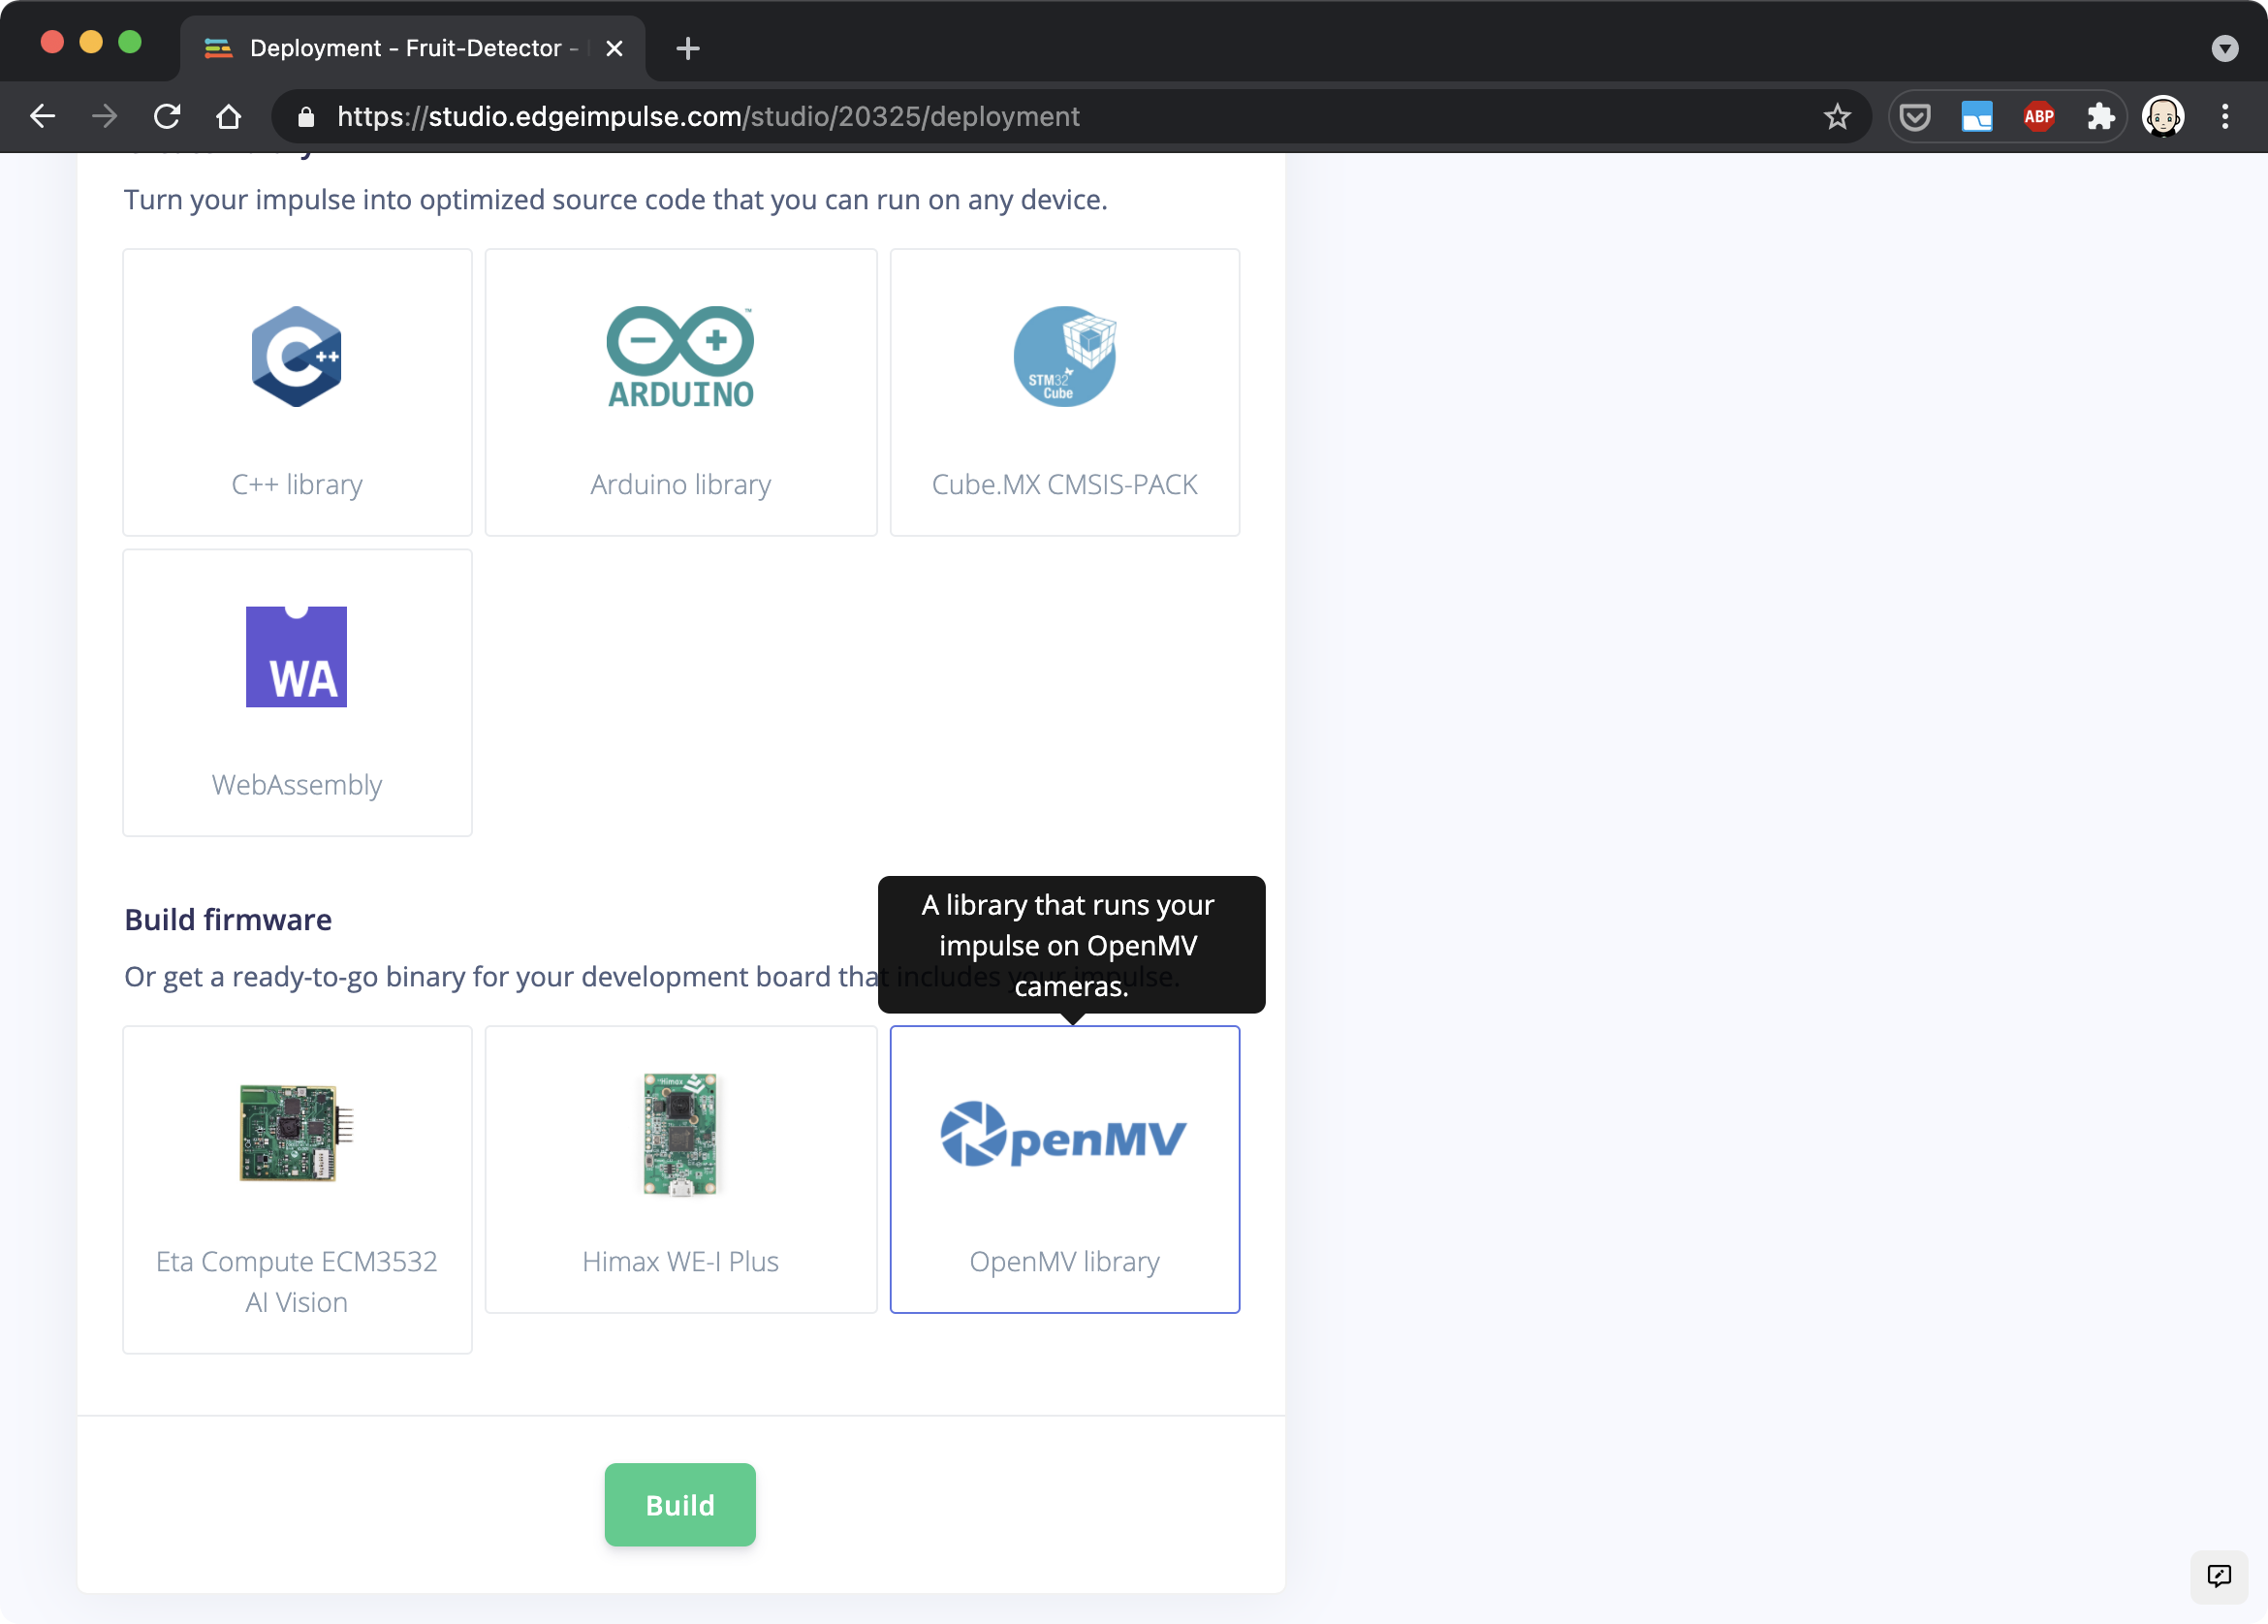 Deployment - Fruit-Detector -
https://studio.edgeimpulse.com/studio/20325/deployment
ABP
Turn your impulse into optimized source code that you can run on any device.
C++
ARDUINO™
STM32
Cube
C++ library
Arduino library
Cube.MX CMSIS-PACK
WA
WebAssembly
A library that runs your
impulse on OpenMV
cameras.
Build firmware
Or get a ready-to-go binary for your development board that includes your impulse.
Himax
OpenMV
Eta Compute ECM3532
AI Vision
Himax WE-I Plus
OpenMV library
Build